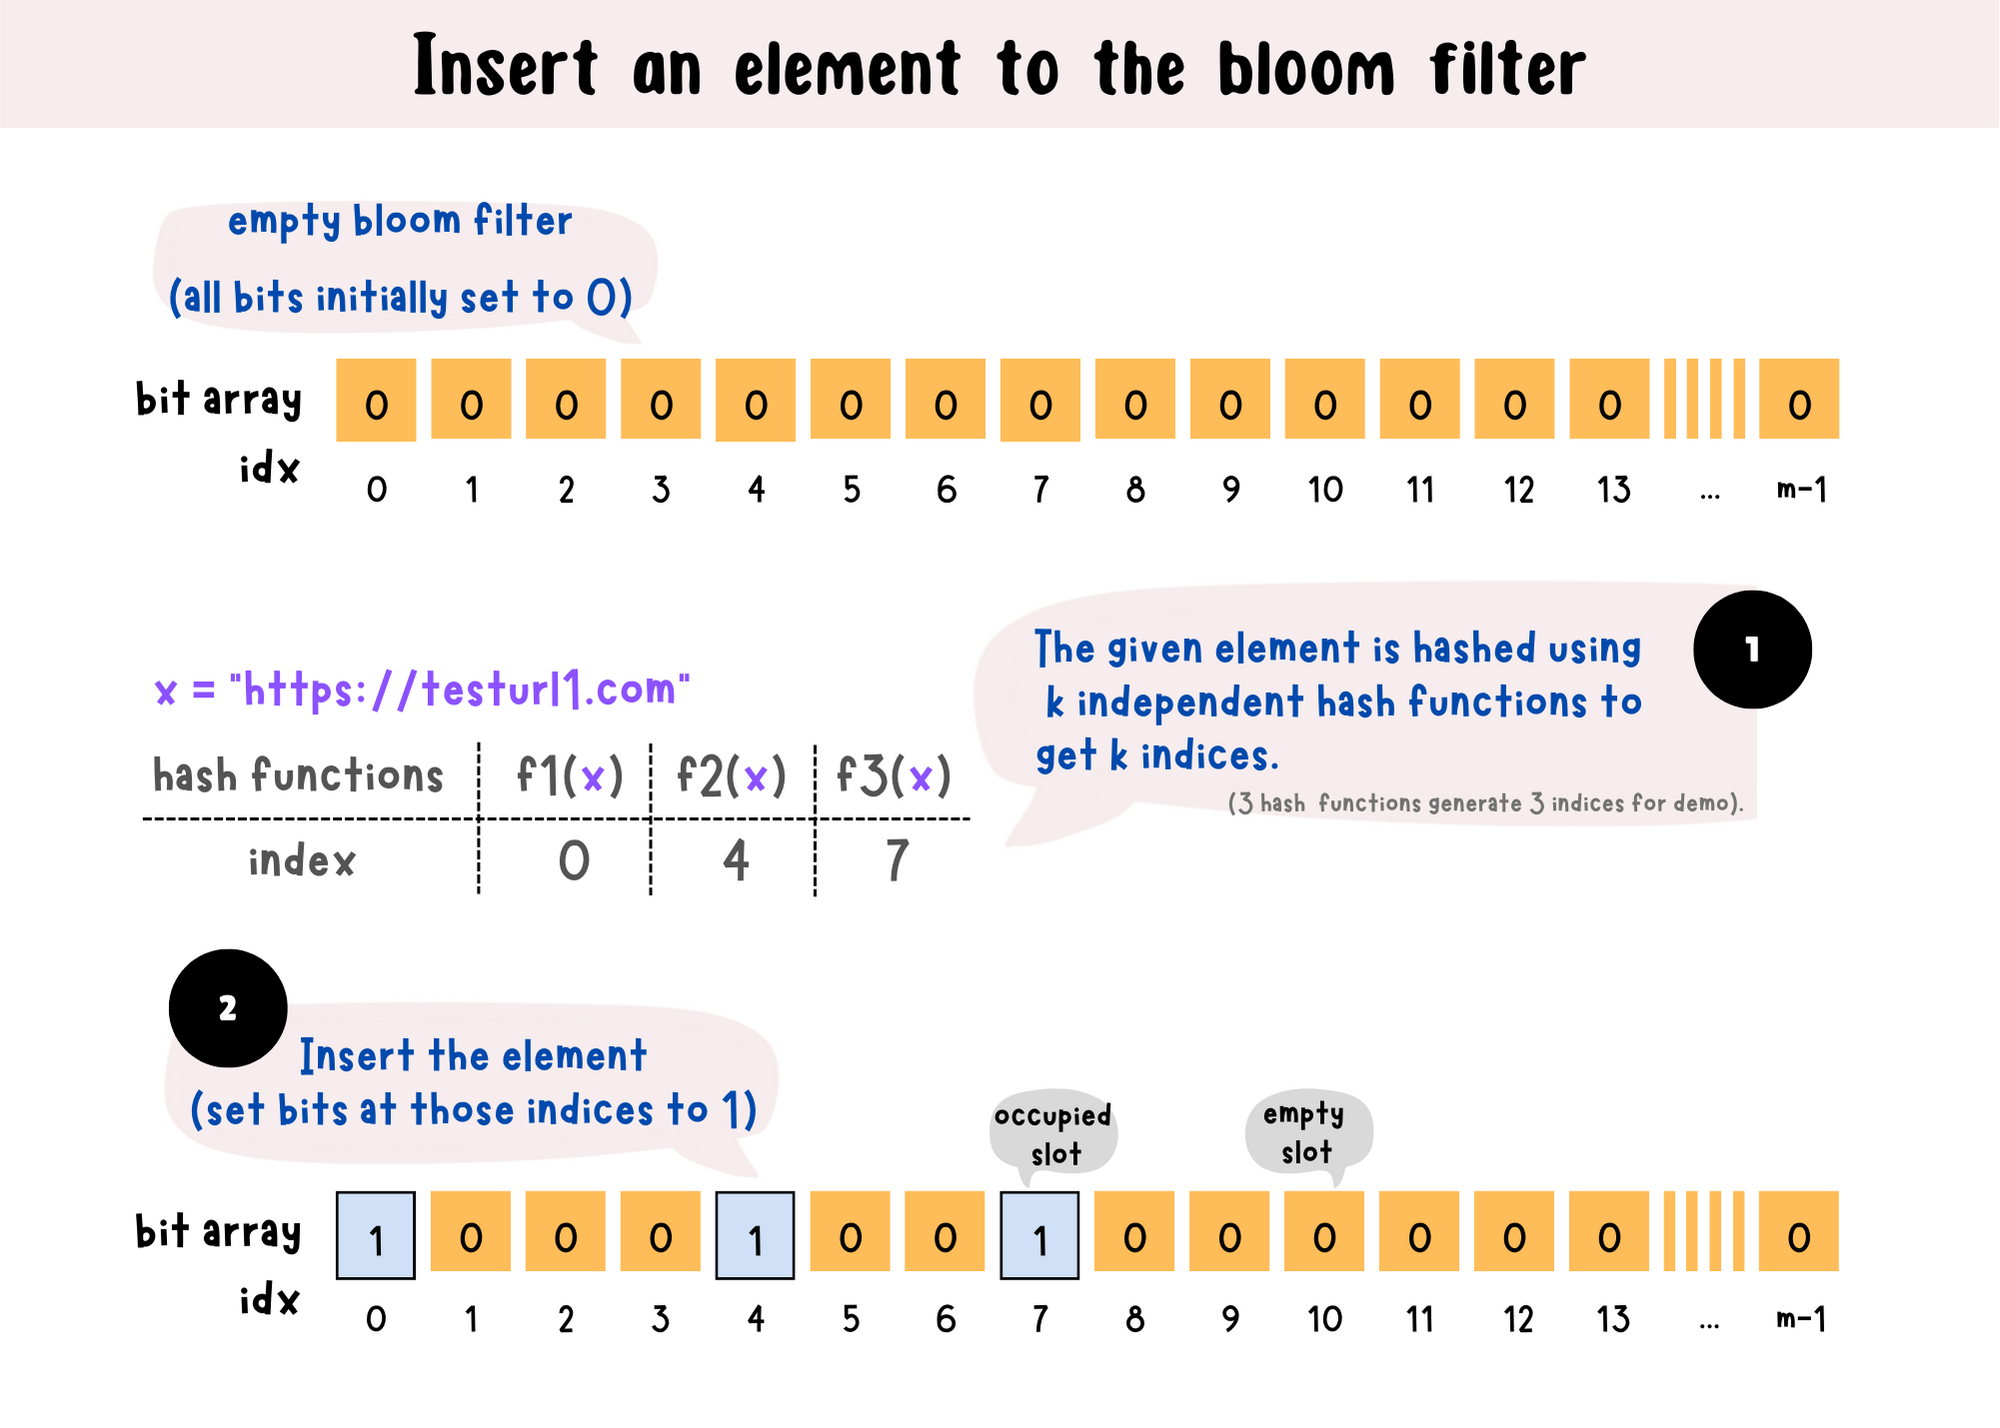 Insert an element to the bloom filter
empty bloom filter
(all bits initially set to 0)
bit array 0 0 0 0 0 0 0 0 0 0 0 0 0 0 0
idx 0 1 2 3 4 5 6 7 8 9 10 11 12 13 ... m-1
The given element is hashed using
k independent hash functions to
get k indices.
(3 hash functions generate 3 indices for demo).
1
x = "https://testurl1.com"
hash functions f1(x) f2(x) f3(x)
index 0 4 7
2
Insert the element
(set bits at those indices to 1)
occupied
slot
empty
slot
bit array 1 0 0 0 1 0 0 1 0 0 0 0 0 0 0
idx 0 1 2 3 4 5 6 7 8 9 10 11 12 13 ... m-1